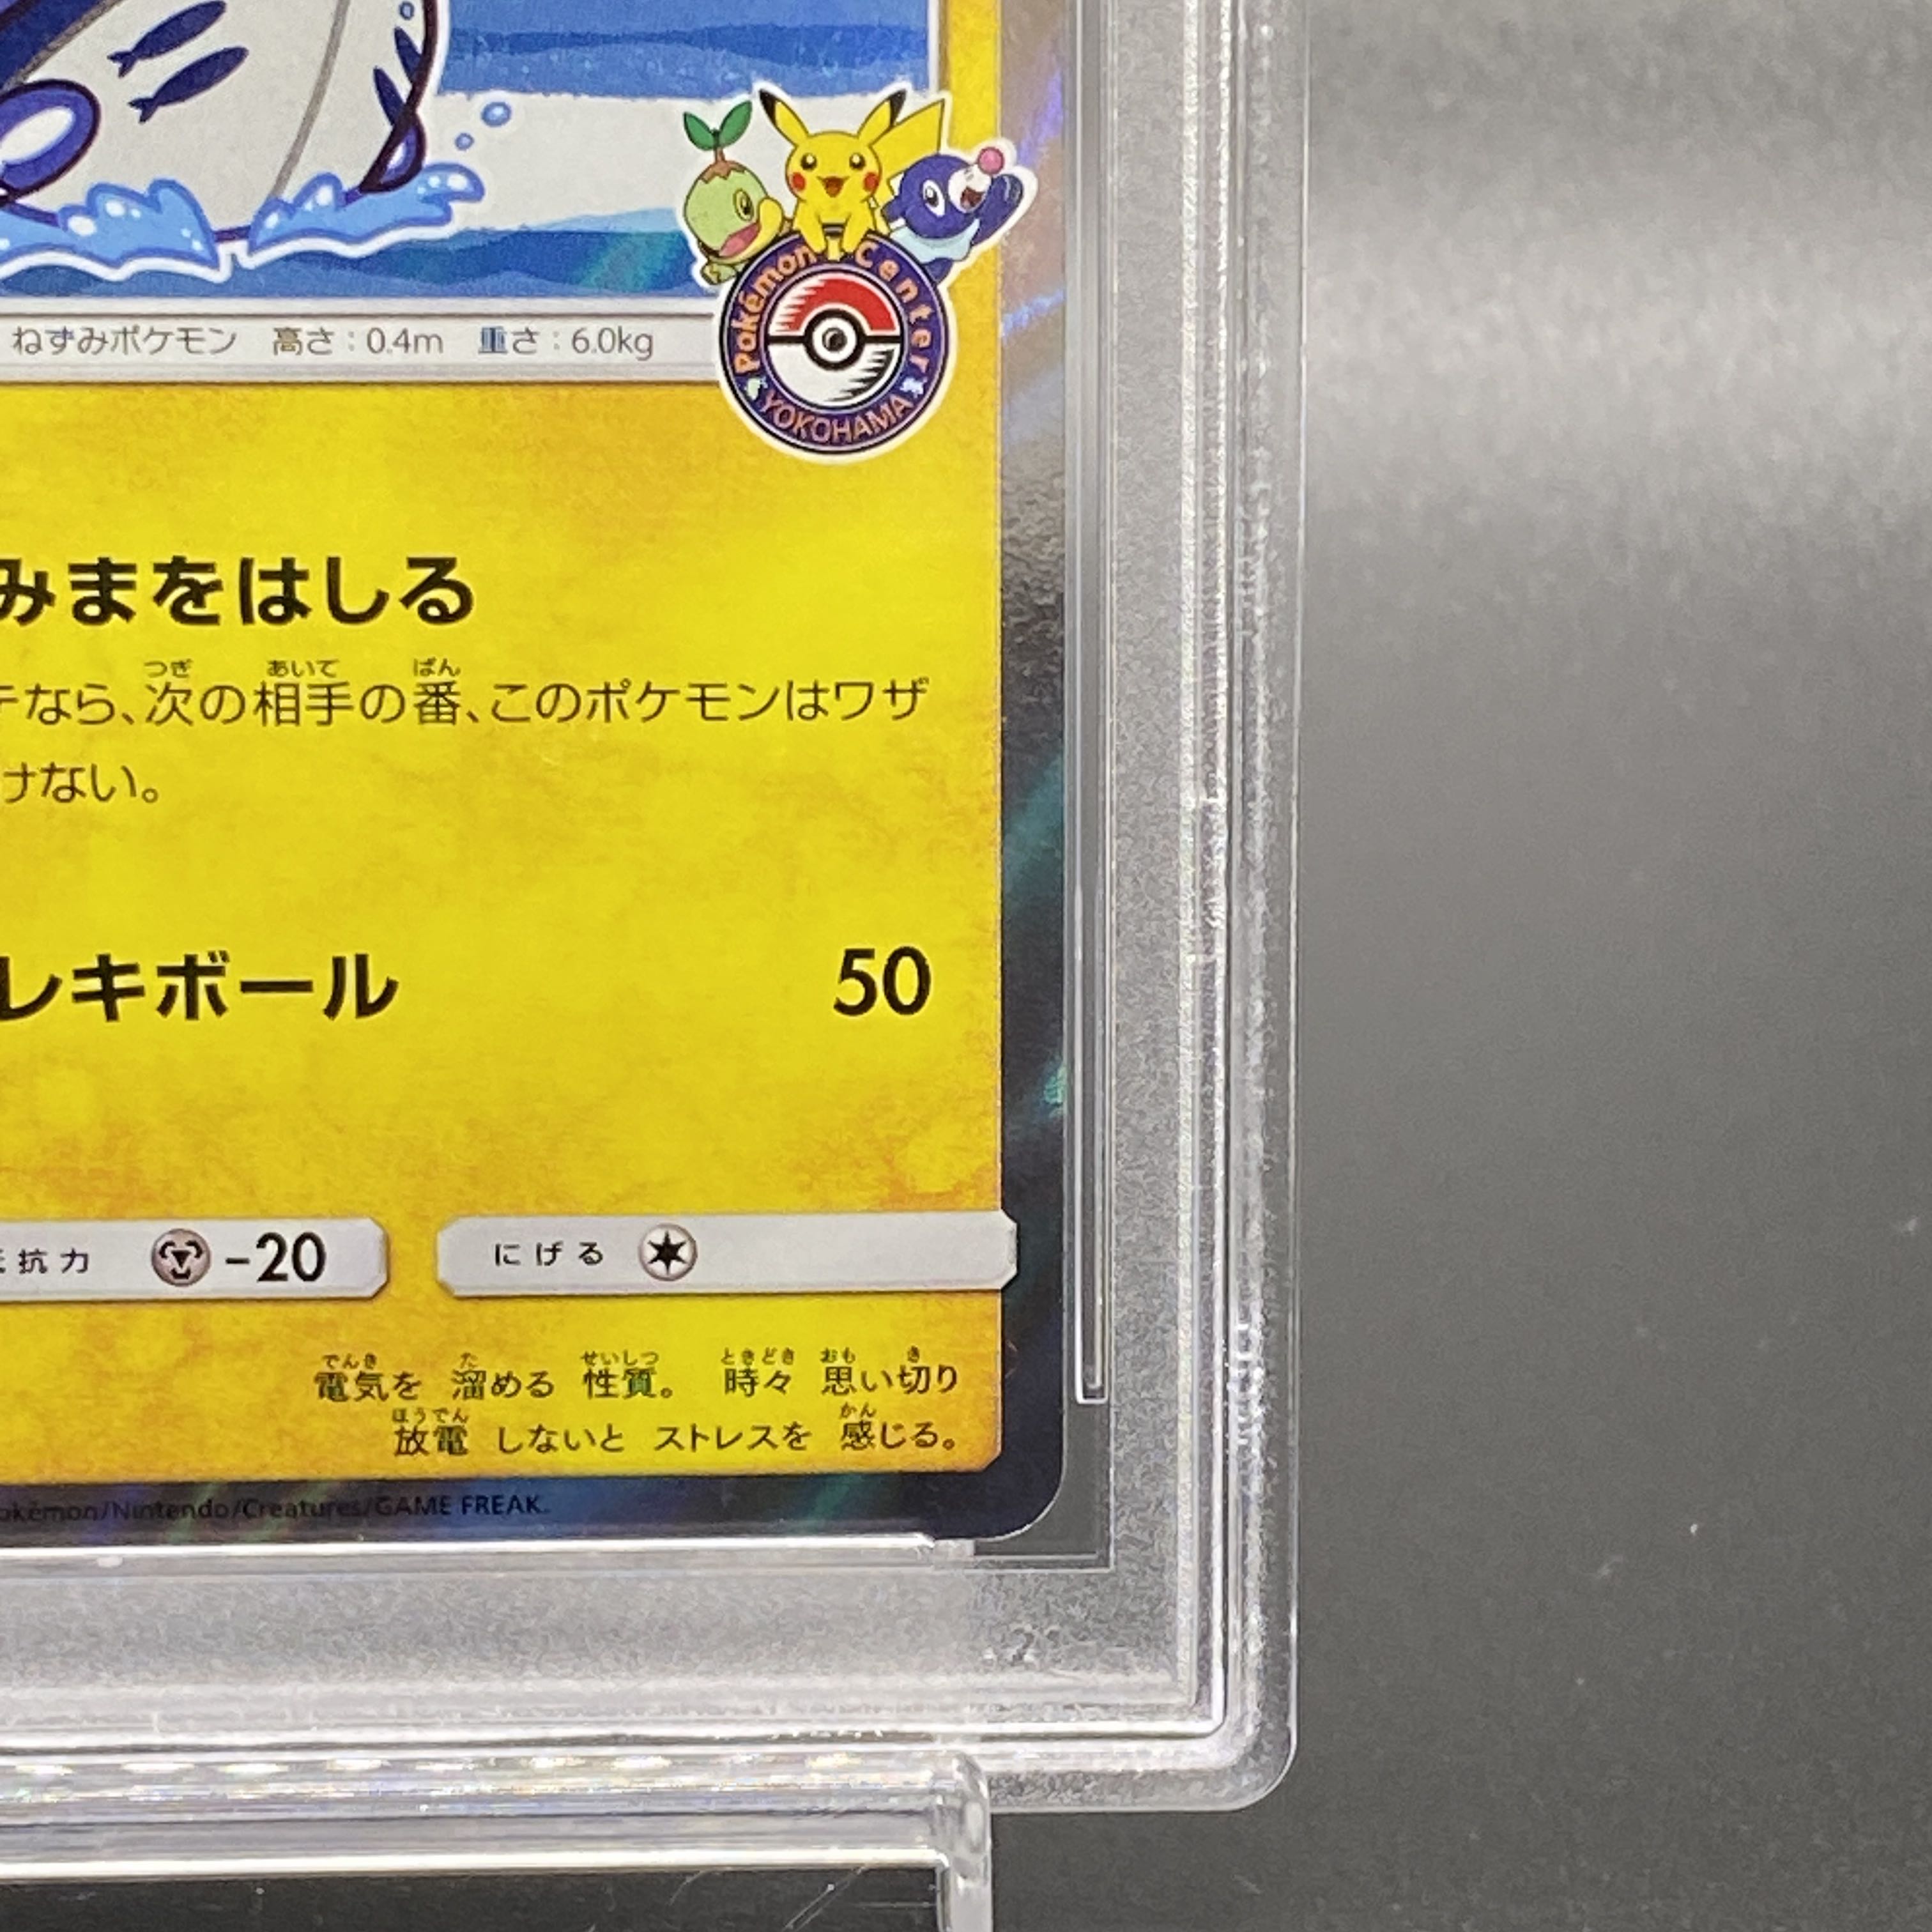 ねずみポケモン 高さ：0.4m 重さ：6.0kg
Pokémon Center
YOKOHAMA
みまをはしる
つぎ あいて ばん
なら、次の相手の番、このポケモンはワザ
けない。
レキボール 50
抗力 -20 にげる
でんき た せいしつ ときどき おも き
電気を 溜める 性質。 時々 思い切り
ほうでん かん
放電 しないと ストレスを 感じる。
okémon/Nintendo/Creatures/GAME FREAK.